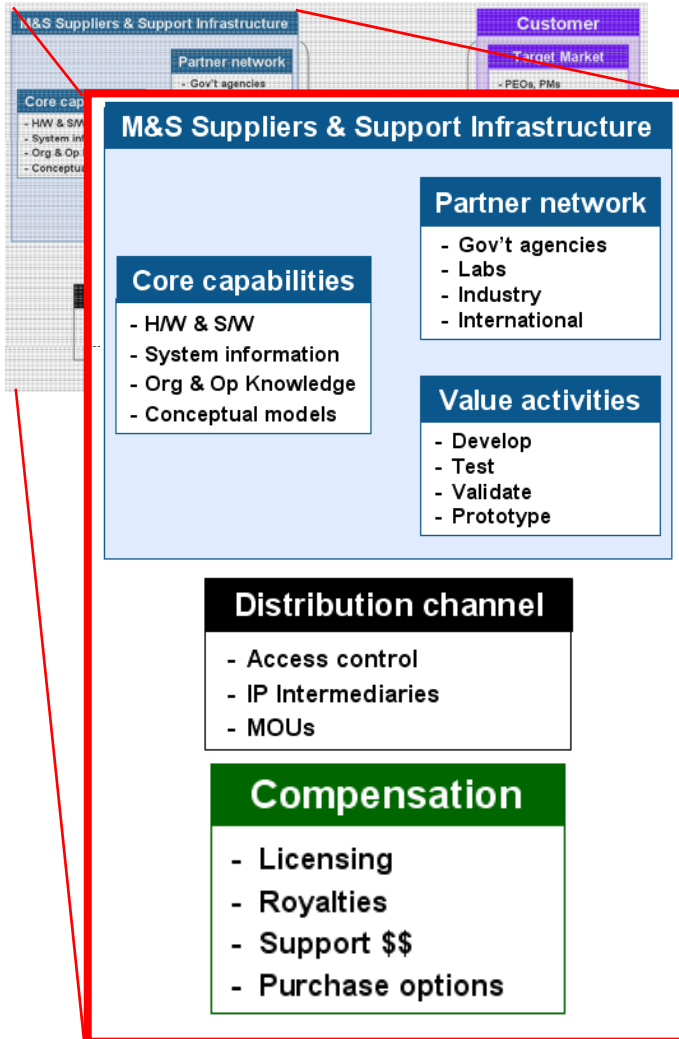 M&S Suppliers & Support Infrastructure
Customer
Target Market
- PEOs, PMs
Partner network
- Gov't agencies
Core cap
- H/W & S/W
- System inf
- Org & Op
- Conceptua
M&S Suppliers & Support Infrastructure
Partner network
- Gov't agencies
- Labs
- Industry
- International
Core capabilities
- H/W & S/W
- System information
- Org & Op Knowledge
- Conceptual models
Value activities
- Develop
- Test
- Validate
- Prototype
Distribution channel
- Access control
- IP Intermediaries
- MOUs
Compensation
- Licensing
- Royalties
- Support $$
- Purchase options